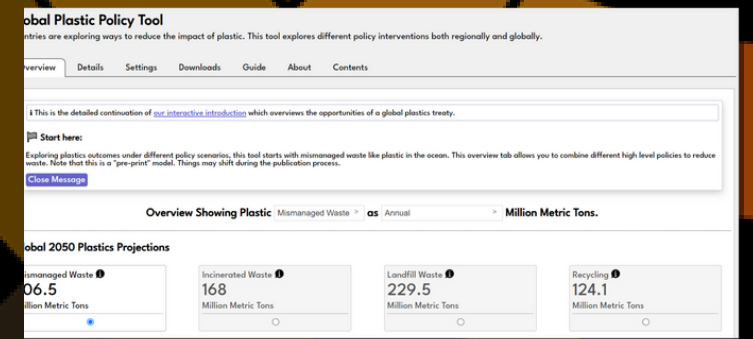 obal Plastic Policy Tool
ntries are exploring ways to reduce the impact of plastic. This tool explores different policy interventions both regionally and globally.
verview Details Settings Downloads Guide About Contents
i This is the detailed continuation of our interactive introduction which overviews the opportunities of a global plastics treaty.
Start here:
Exploring plastics outcomes under different policy scenarios, this tool starts with mismanaged waste like plastic in the ocean. This overview tab allows you to combine different high level policies to reduce
waste. Note that this is a "pre-print" model. Things may shift during the publication process.
Close Message
Overview Showing Plastic Mismanaged Waste > as Annual > Million Metric Tons.
obal 2050 Plastics Projections
ismanaged Waste i Incinerated Waste i Landfill Waste i Recycling i
06.5 168 229.5 124.1
illion Metric Tons Million Metric Tons Million Metric Tons Million Metric Tons